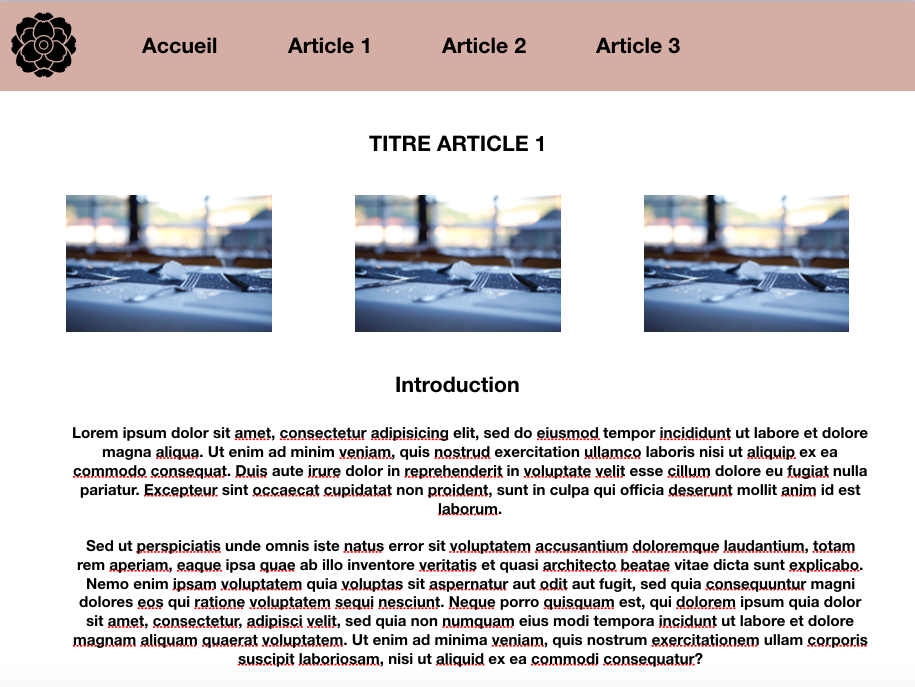 Accueil Article 1 Article 2 Article 3
TITRE ARTICLE 1
Introduction
Lorem ipsum dolor sit amet, consectetur adipisicing elit, sed do eiusmod tempor incididunt ut labore et dolore
magna aliqua. Ut enim ad minim veniam, quis nostrud exercitation ullamco laboris nisi ut aliquip ex ea
commodo consequat. Duis aute irure dolor in reprehenderit in voluptate velit esse cillum dolore eu fugiat nulla
pariatur. Excepteur sint occaecat cupidatat non proident, sunt in culpa qui officia deserunt mollit anim id est
laborum.
Sed ut perspiciatis unde omnis iste natus error sit voluptatem accusantium doloremque laudantium, totam
rem aperiam, eaque ipsa quae ab illo inventore veritatis et quasi architecto beatae vitae dicta sunt explicabo.
Nemo enim ipsam voluptatem quia voluptas sit aspernatur aut odit aut fugit, sed quia consequuntur magni
dolores eos qui ratione voluptatem sequi nesciunt. Neque porro quisquam est, qui dolorem ipsum quia dolor
sit amet, consectetur, adipisci velit, sed quia non numquam eius modi tempora incidunt ut labore et dolore
magnam aliquam quaerat voluptatem. Ut enim ad minima veniam, quis nostrum exercitationem ullam corporis
suscipit laboriosam, nisi ut aliquid ex ea commodi consequatur?